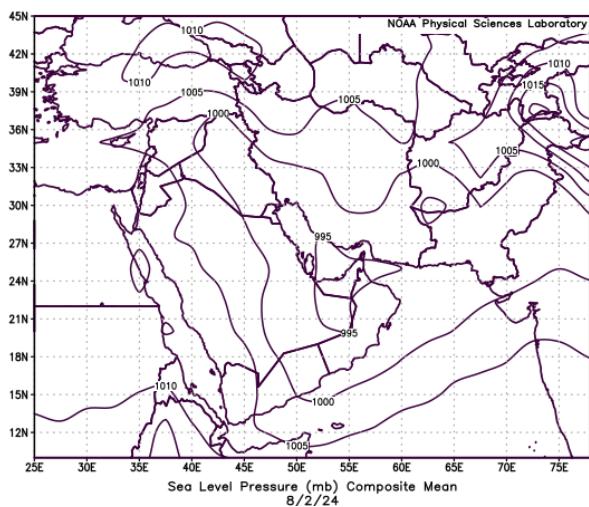 NOAA Physical Sciences Laboratory
45N
42N
39N
36N
33N
30N
27N
24N
21N
18N
15N
12N
1010
1010
1010
1015
1005
1005
1000
1005
1000
995
995
1010
1000
1005
25E
30E
35E
40E
45E
50E
55E
60E
65E
70E
75E
Sea Level Pressure (mb) Composite Mean
8/2/24